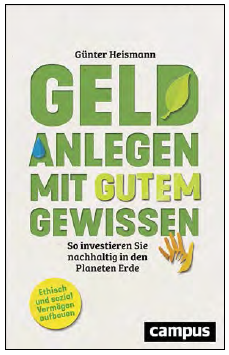 Günter Heismann
GELD
ANLEGEN
MIT GUTEM
GEWISSEN
So investieren Sie
nachhaltig in den
Planeten Erde
Ethisch
und sozial
Vermögen
aufbauen
campus